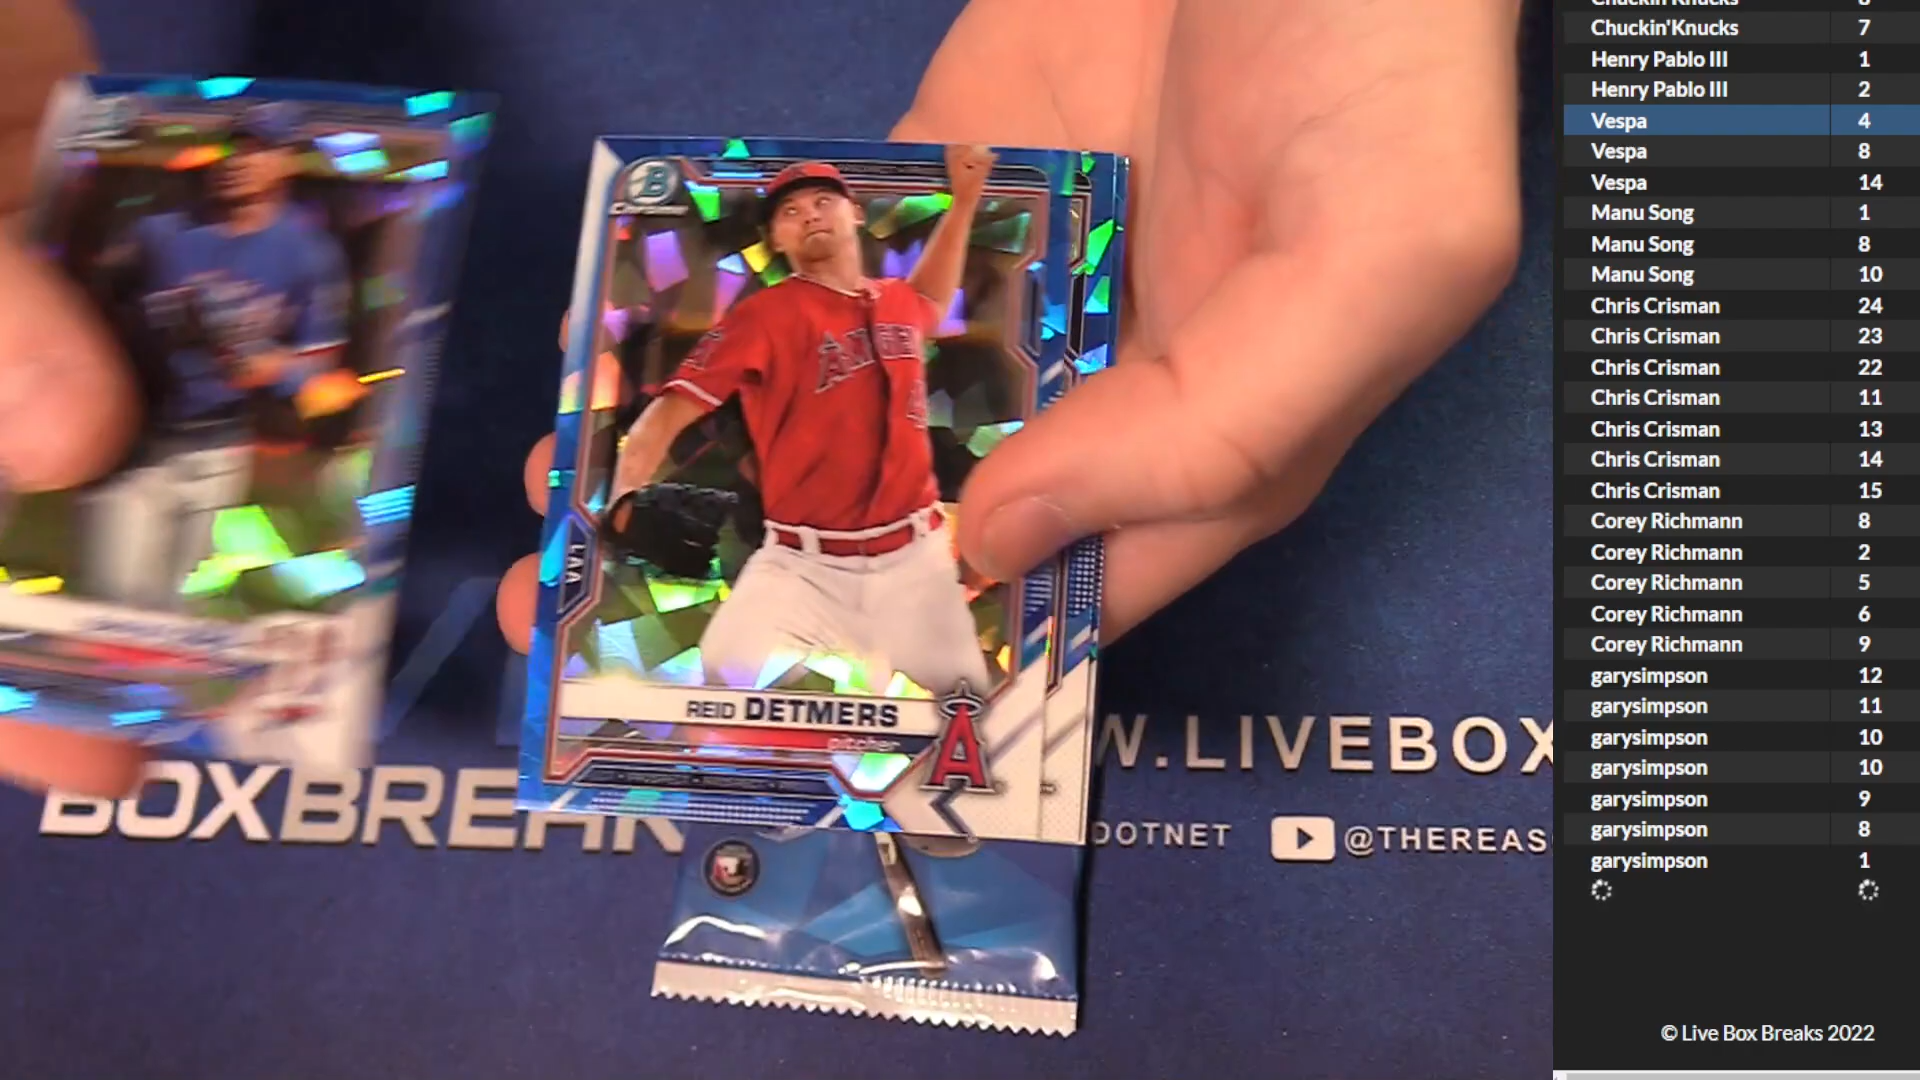 B
Chrome
ANGE
LAA
REID DETMERS
pitcher
A
BOXBREAK
W.LIVEBOX
DOTNET
@THEREAS
Chuckin'Knucks 7
Henry Pablo III 1
Henry Pablo III 2
Vespa 4
Vespa 8
Vespa 14
Manu Song 1
Manu Song 8
Manu Song 10
Chris Crisman 24
Chris Crisman 23
Chris Crisman 22
Chris Crisman 11
Chris Crisman 13
Chris Crisman 14
Chris Crisman 15
Corey Richmann 8
Corey Richmann 2
Corey Richmann 5
Corey Richmann 6
Corey Richmann 9
garysimpson 12
garysimpson 11
garysimpson 10
garysimpson 10
garysimpson 9
garysimpson 8
garysimpson 1
© Live Box Breaks 2022